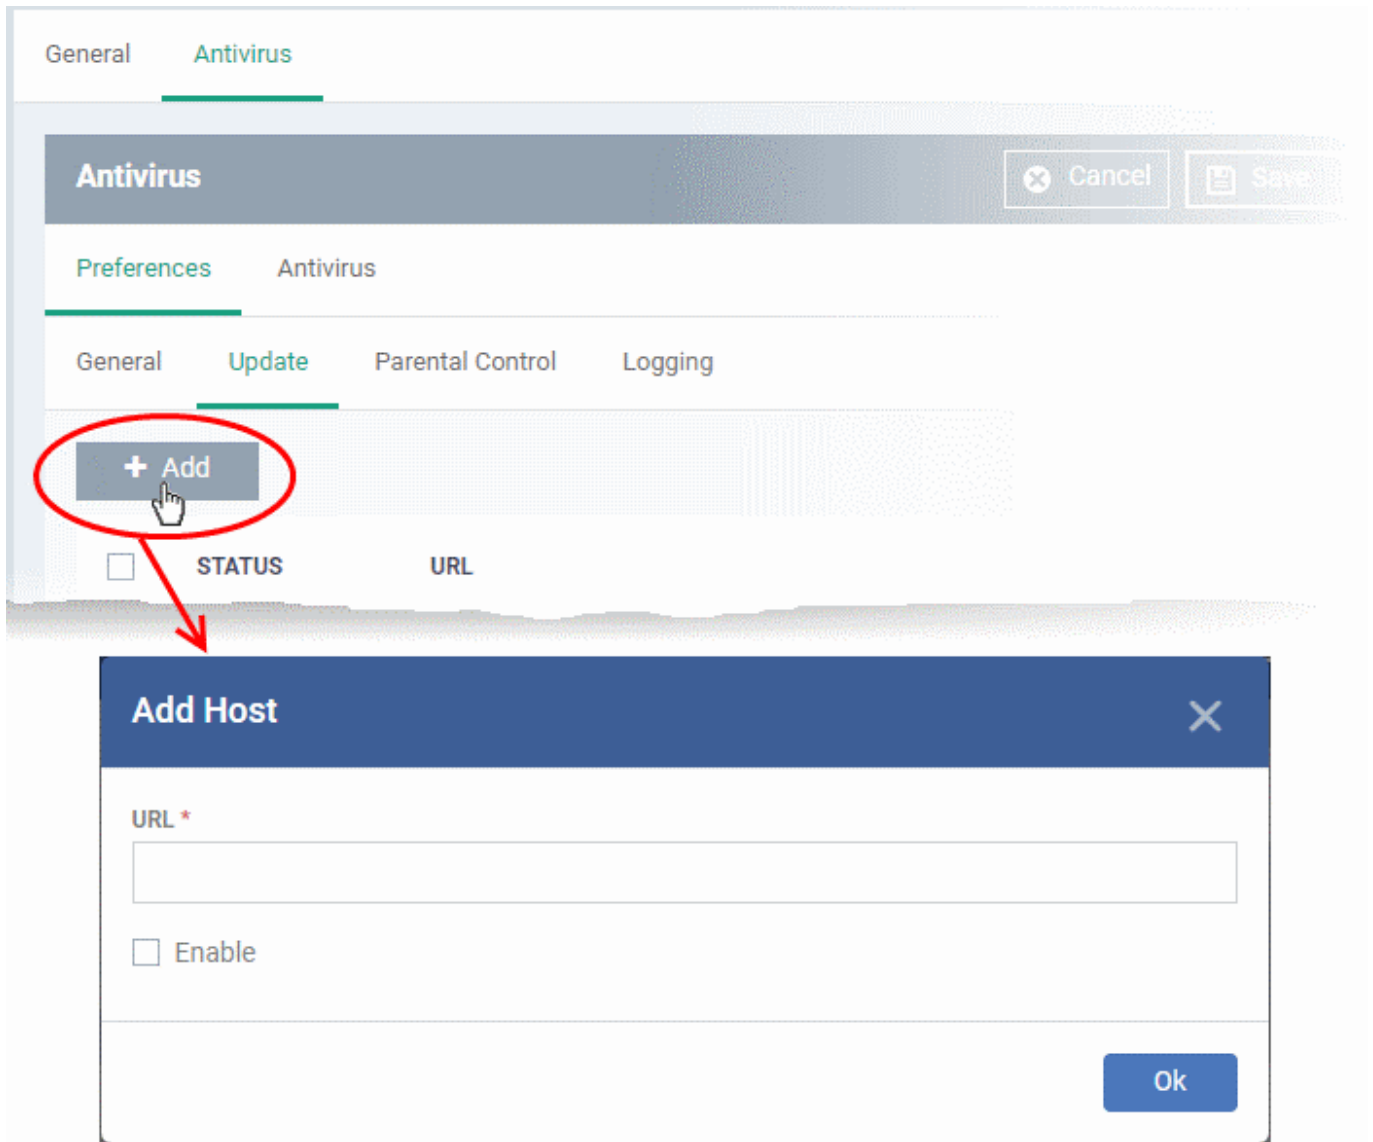 General Antivirus
Antivirus Cancel Save
Preferences Antivirus
General Update Parental Control Logging
+ Add
STATUS URL
Add Host
URL *
Enable
Ok